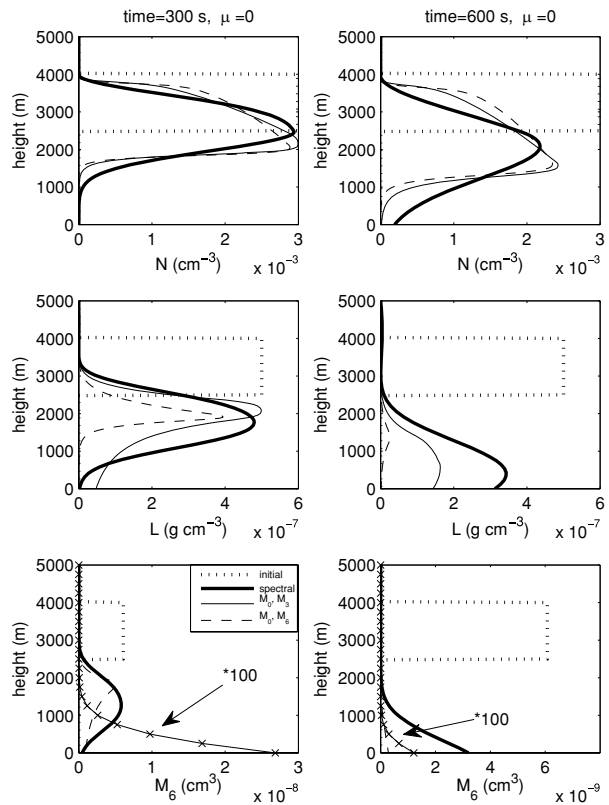 time=300 s, μ =0
time=600 s, μ =0
5000
4000
3000
2000
1000
0
height (m)
0
1
2
3
N (cm⁻³)
x 10⁻³
5000
4000
3000
2000
1000
0
height (m)
0
1
2
3
N (cm⁻³)
x 10⁻³
5000
4000
3000
2000
1000
0
height (m)
0
2
4
6
L (g cm⁻³)
x 10⁻⁷
5000
4000
3000
2000
1000
0
height (m)
0
2
4
6
L (g cm⁻³)
x 10⁻⁷
5000
4000
3000
2000
1000
0
height (m)
initial
spectral
M₀, M₃
M₀, M₆
*100
0
1
2
3
M₆ (cm³)
x 10⁻⁸
5000
4000
3000
2000
1000
0
height (m)
*100
0
2
4
6
8
M₆ (cm³)
x 10⁻⁹